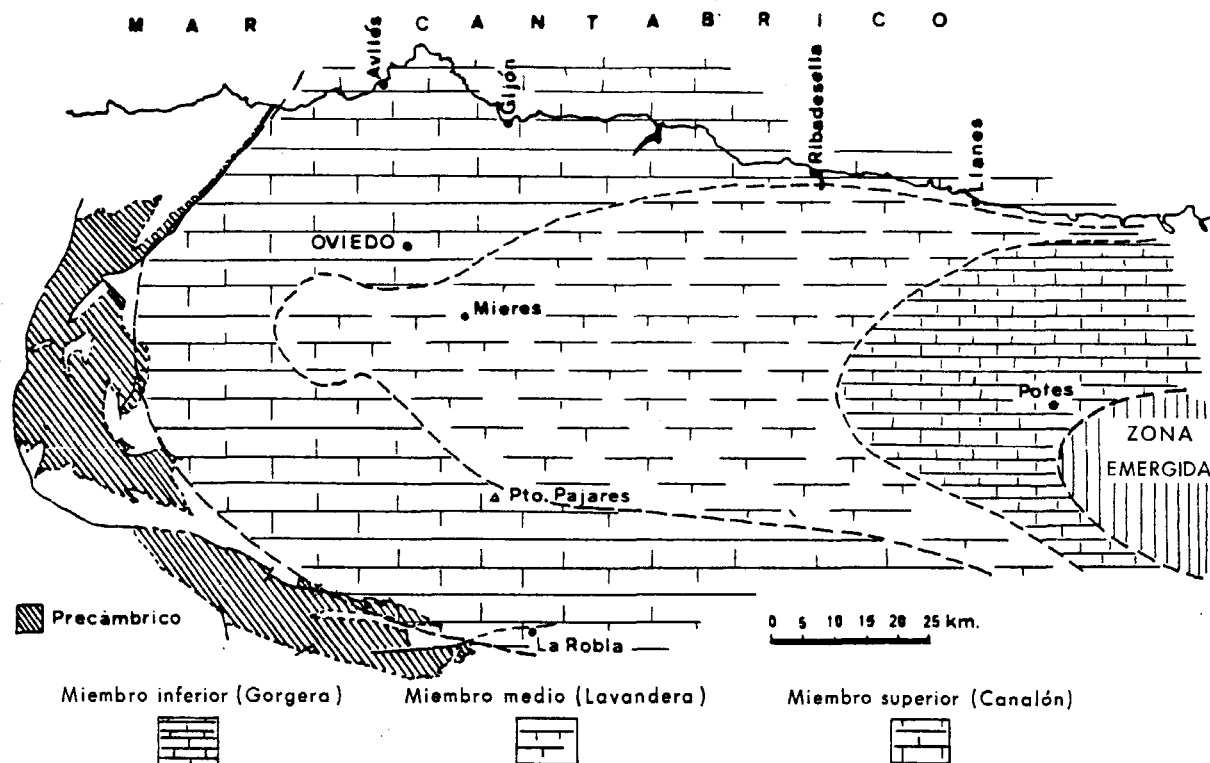 MAR CANTABRICO
Avilés
Gijón
Ribadesella
Llanes
OVIEDO
Mieres
Potes
ZONA
EMERGIDA
Pto. Pajares
Precámbrico
0 5 10 15 20 25 km.
La Robla
Miembro inferior (Gorgera)
Miembro medio (Lavandera)
Miembro superior (Canalón)